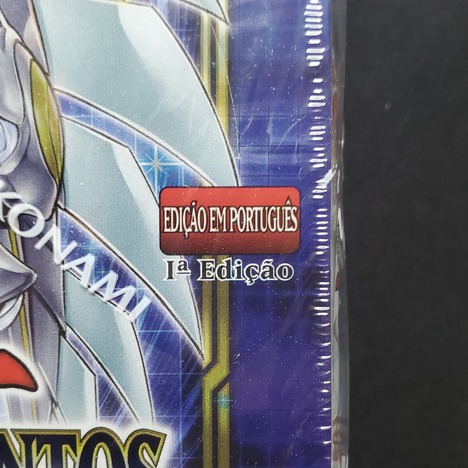 EDIÇÃO EM PORTUGUÊS
1ª Edição
KONAMI